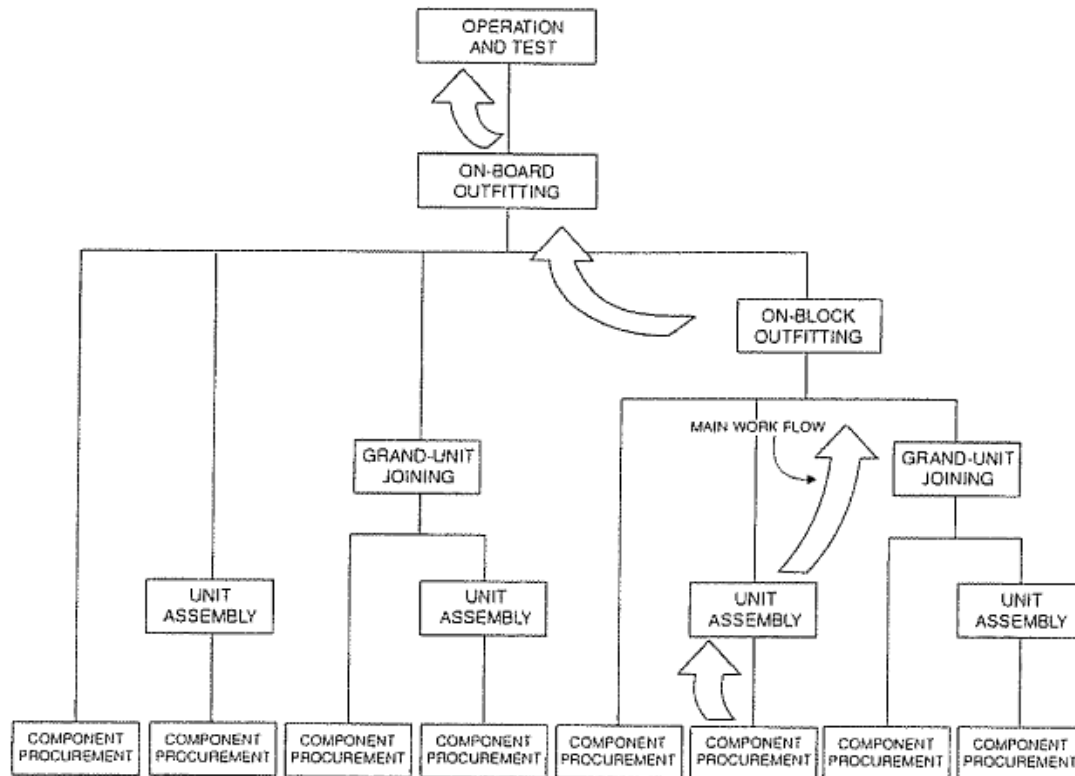 OPERATION
AND TEST
ON-BOARD
OUTFITTING
ON-BLOCK
OUTFITTING
MAIN WORK FLOW
GRAND-UNIT
JOINING
GRAND-UNIT
JOINING
UNIT
ASSEMBLY
UNIT
ASSEMBLY
UNIT
ASSEMBLY
UNIT
ASSEMBLY
COMPONENT
PROCUREMENT
COMPONENT
PROCUREMENT
COMPONENT
PROCUREMENT
COMPONENT
PROCUREMENT
COMPONENT
PROCUREMENT
COMPONENT
PROCUREMENT
COMPONENT
PROCUREMENT
COMPONENT
PROCUREMENT